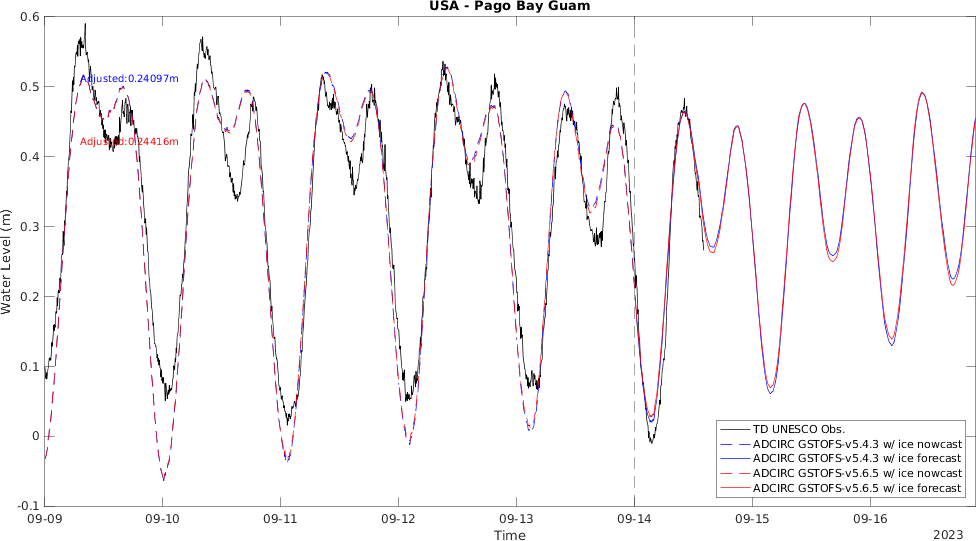 USA - Pago Bay Guam
0.6
0.5
0.4
0.3
0.2
0.1
0
-0.1
Water Level (m)
Adjusted:0.24097m
Adjusted:0.24416m
TD UNESCO Obs.
ADCIRC GSTOFS-v5.4.3 w/ ice nowcast
ADCIRC GSTOFS-v5.4.3 w/ ice forecast
ADCIRC GSTOFS-v5.6.5 w/ ice nowcast
ADCIRC GSTOFS-v5.6.5 w/ ice forecast
09-09 09-10 09-11 09-12 09-13 09-14 09-15 09-16
Time
2023